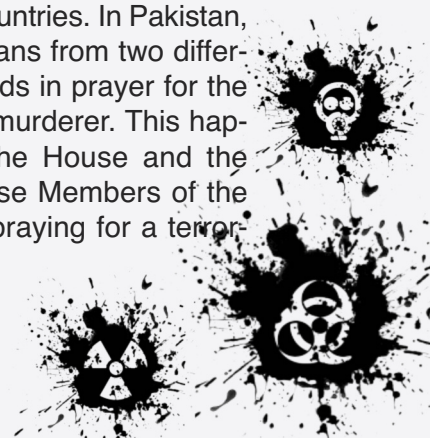 untries. In Pakistan,
ans from two differ-
ds in prayer for the
murderer. This hap-
he House and the
se Members of the
praying for a terror-